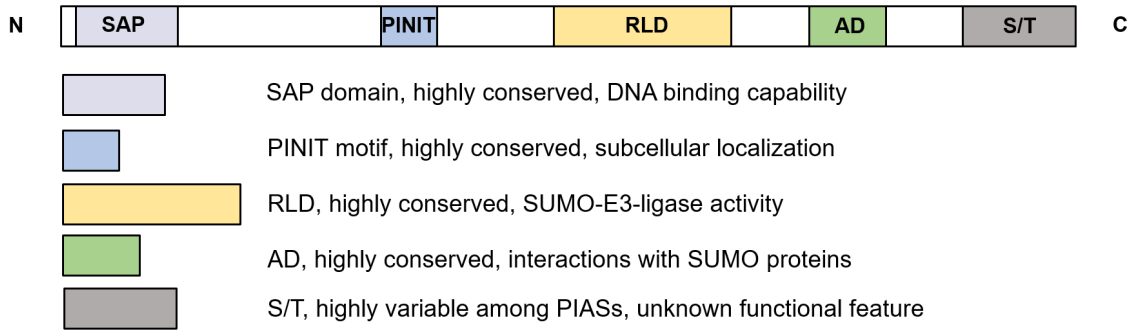 N SAP PINIT RLD AD S/T C
SAP domain, highly conserved, DNA binding capability
PINIT motif, highly conserved, subcellular localization
RLD, highly conserved, SUMO-E3-ligase activity
AD, highly conserved, interactions with SUMO proteins
S/T, highly variable among PIASs, unknown functional feature